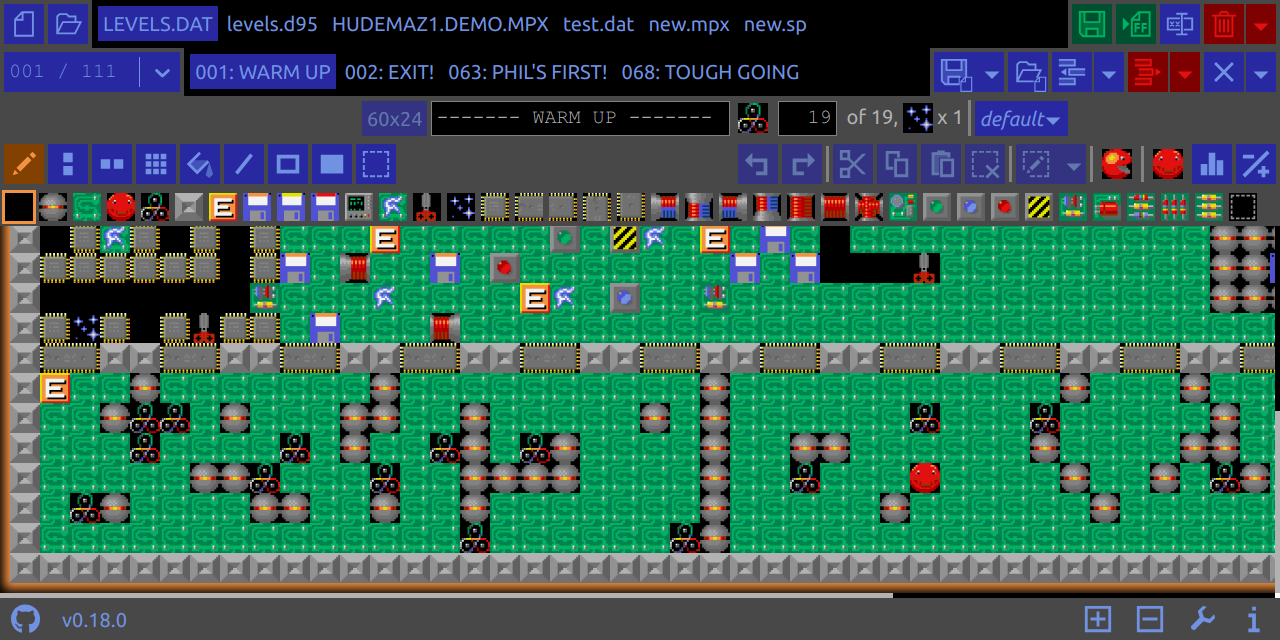 LEVELS.DAT levels.d95 HUDEMAZ1.DEMO.MPX test.dat new.mpx new.sp FF
001 / 111 001: WARM UP 002: EXIT! 063: PHIL'S FIRST! 068: TOUGH GOING
60x24 ------- WARM UP ------- 19 of 19, x 1 default
E
E E
E
E
v0.18.0